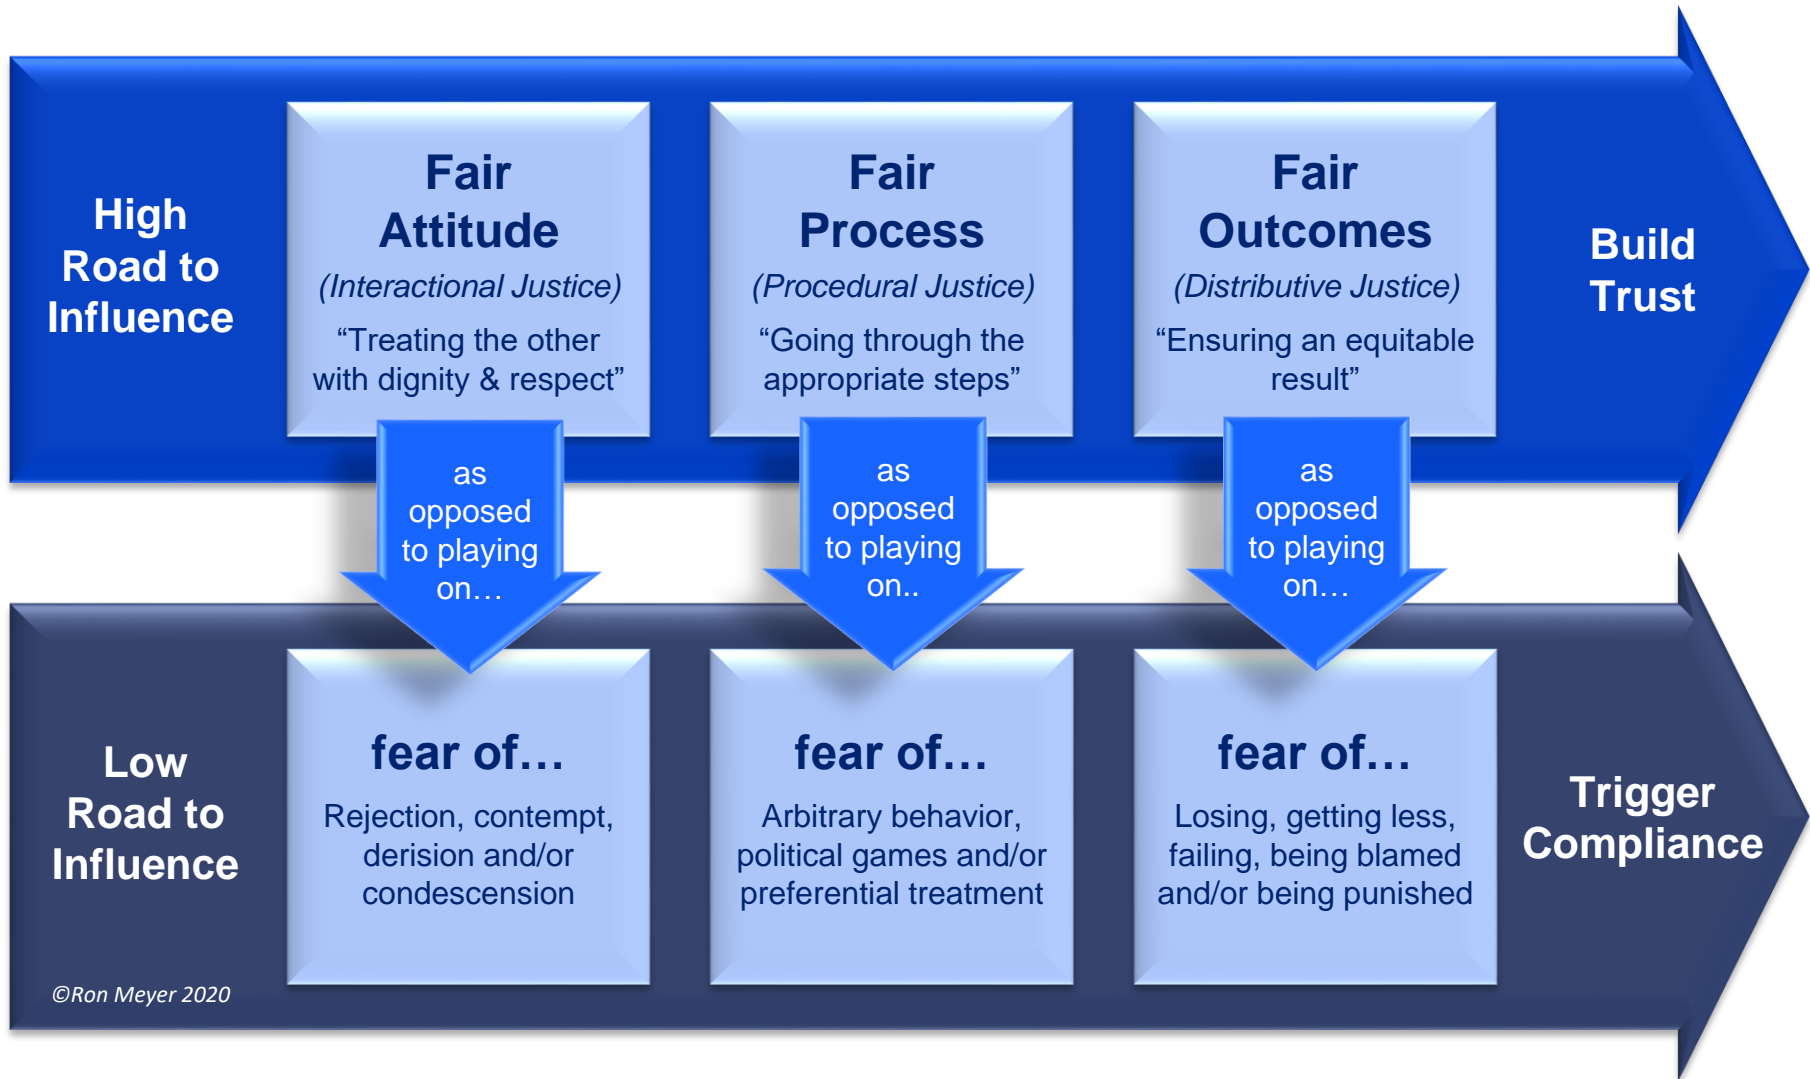 High
Road to
Influence
Fair
Attitude
(Interactional Justice)
“Treating the other
with dignity & respect”
Fair
Process
(Procedural Justice)
“Going through the
appropriate steps”
Fair
Outcomes
(Distributive Justice)
“Ensuring an equitable
result”
Build
Trust
as
opposed
to playing
on…
as
opposed
to playing
on..
as
opposed
to playing
on…
Low
Road to
Influence
fear of…
Rejection, contempt,
derision and/or
condescension
fear of…
Arbitrary behavior,
political games and/or
preferential treatment
fear of…
Losing, getting less,
failing, being blamed
and/or being punished
Trigger
Compliance
©Ron Meyer 2020